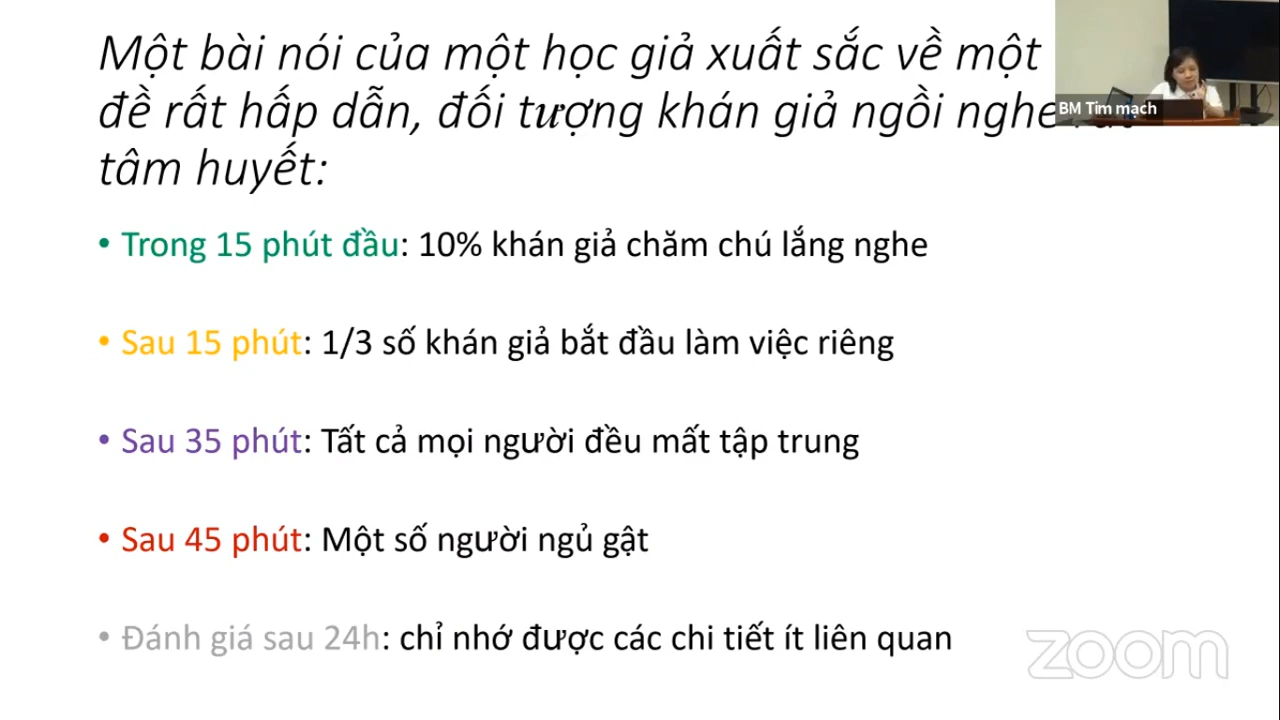 Một bài nói của một học giả xuất sắc về một
đề rất hấp dẫn, đối tượng khán giả ngồi nghe
tâm huyết:
BM Tim mạch
• Trong 15 phút đầu: 10% khán giả chăm chú lắng nghe
• Sau 15 phút: 1/3 số khán giả bắt đầu làm việc riêng
• Sau 35 phút: Tất cả mọi người đều mất tập trung
• Sau 45 phút: Một số người ngủ gật
• Đánh giá sau 24h: chỉ nhớ được các chi tiết ít liên quan
zoom